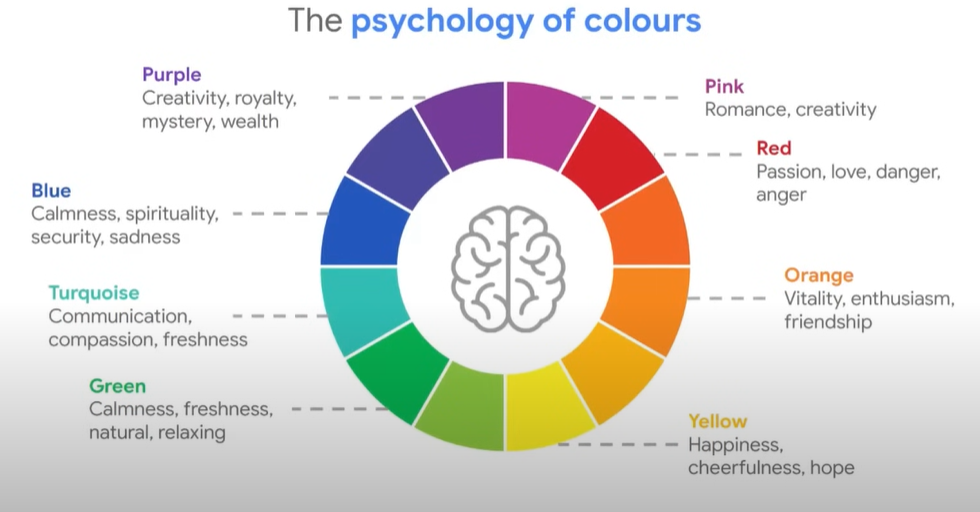 The psychology of colours
Purple
Creativity, royalty,
mystery, wealth
Pink
Romance, creativity
Red
Passion, love, danger,
anger
Blue
Calmness, spirituality,
security, sadness
Orange
Vitality, enthusiasm,
friendship
Turquoise
Communication,
compassion, freshness
Green
Calmness, freshness,
natural, relaxing
Yellow
Happiness,
cheerfulness, hope